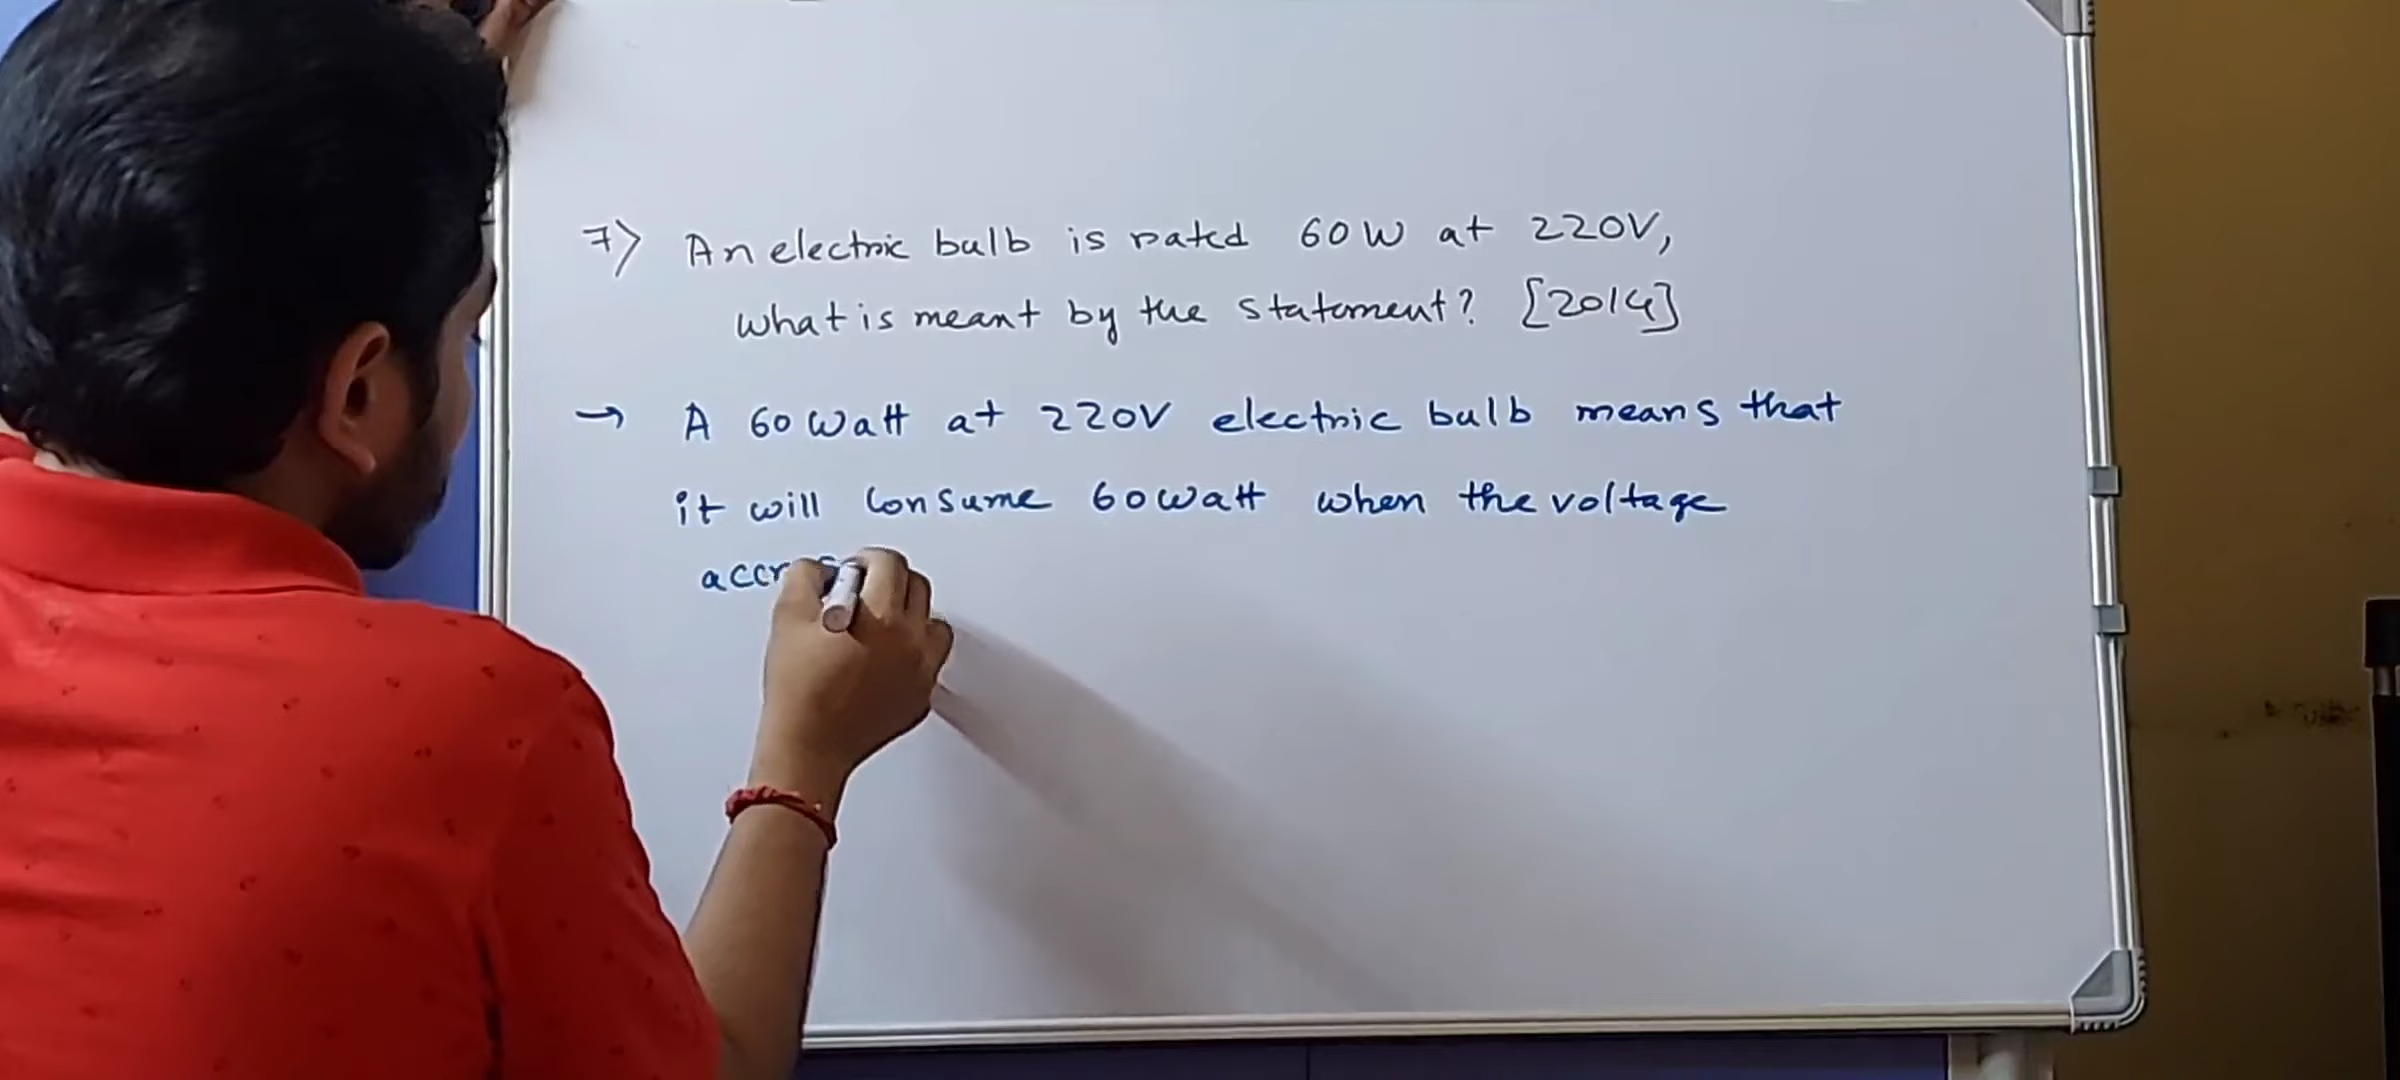 7) An electric bulb is rated 60W at 220V,
what is meant by the statement? [2014]
→ A 60 watt at 220V electric bulb means that
it will consume 60 watt when the voltage